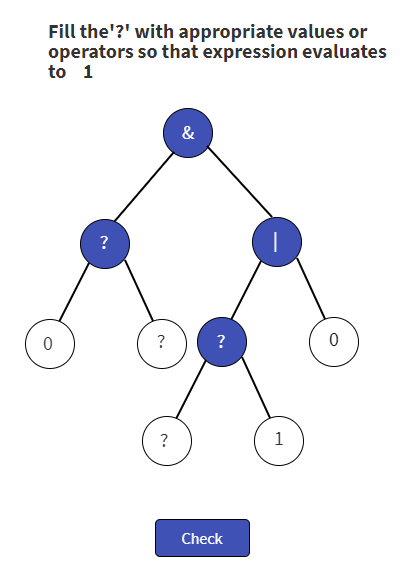 Fill the'?' with appropriate values or
operators so that expression evaluates
to 1
&
? |
0 ? ? 0
? 1
Check